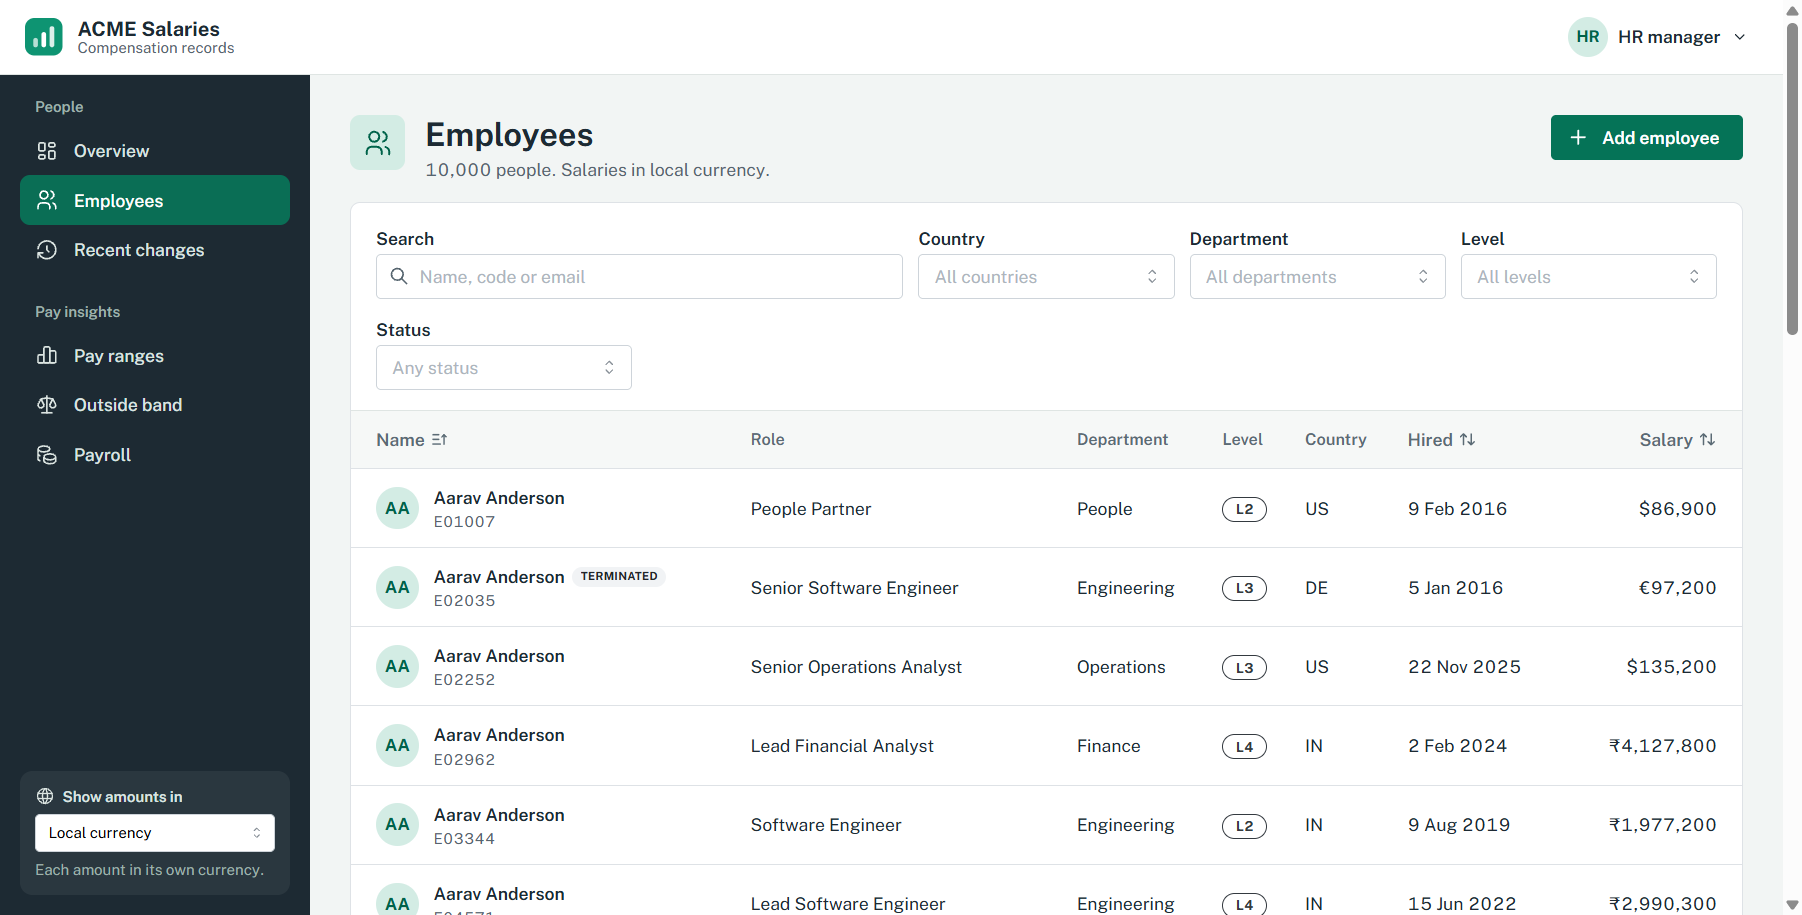 ACME Salaries
Compensation records
HR HR manager
People
Overview
Employees
Recent changes
Pay insights
Pay ranges
Outside band
Payroll
Show amounts in
Local currency
Each amount in its own currency.
Employees
10,000 people. Salaries in local currency.
Add employee
Search Country Department Level
Name, code or email All countries All departments All levels
Status
Any status
Name Role Department Level Country Hired Salary
AA Aarav Anderson People Partner People L2 US 9 Feb 2016 $86,900
E01007
AA Aarav Anderson TERMINATED Senior Software Engineer Engineering L3 DE 5 Jan 2016 €97,200
E02035
AA Aarav Anderson Senior Operations Analyst Operations L3 US 22 Nov 2025 $135,200
E02252
AA Aarav Anderson Lead Financial Analyst Finance L4 IN 2 Feb 2024 ₹4,127,800
E02962
AA Aarav Anderson Software Engineer Engineering L2 IN 9 Aug 2019 ₹1,977,200
E03344
AA Aarav Anderson Lead Software Engineer Engineering L4 IN 15 Jun 2022 ₹2,990,300